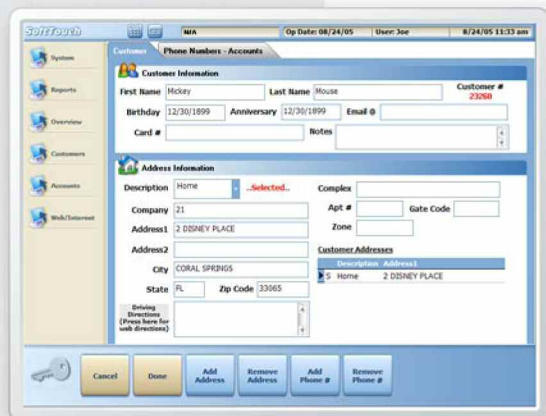 SoftTouch N/A Op Date: 08/24/05 User: Joe 8/24/05 11:33 am
Customer Phone Numbers - Accounts
System
Reports
Overview
Customers
Accounts
Web/Internet
Customer Information
First Name Mickey Last Name Mouse Customer #
23260
Birthday 12/30/1899 Anniversary 12/30/1899 Email @
Card # Notes
Address Information
Description Home ..Selected.. Complex
Company 21 Apt # Gate Code
Address1 2 DISNEY PLACE Zone
Address2 Customer Addresses
Description Address1
City CORAL SPRINGS S Home 2 DISNEY PLACE
State FL Zip Code 33065
Driving
Directions
(Press here for
web directions)
Cancel Done Add
Address Remove
Address Add
Phone # Remove
Phone #